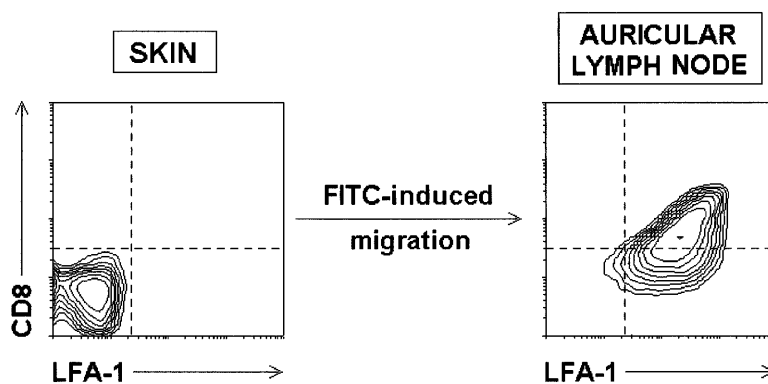 SKIN
AURICULAR
LYMPH NODE
FITC-induced
migration
CD8
LFA-1
LFA-1